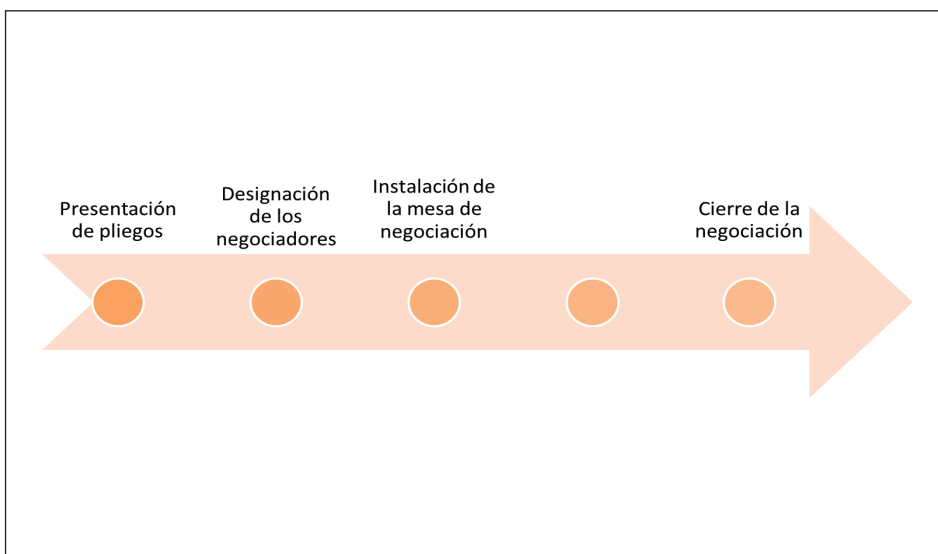 Presentación
de pliegos
Designación
de los
negociadores
Instalación de
la mesa de
negociación
Cierre de la
negociación